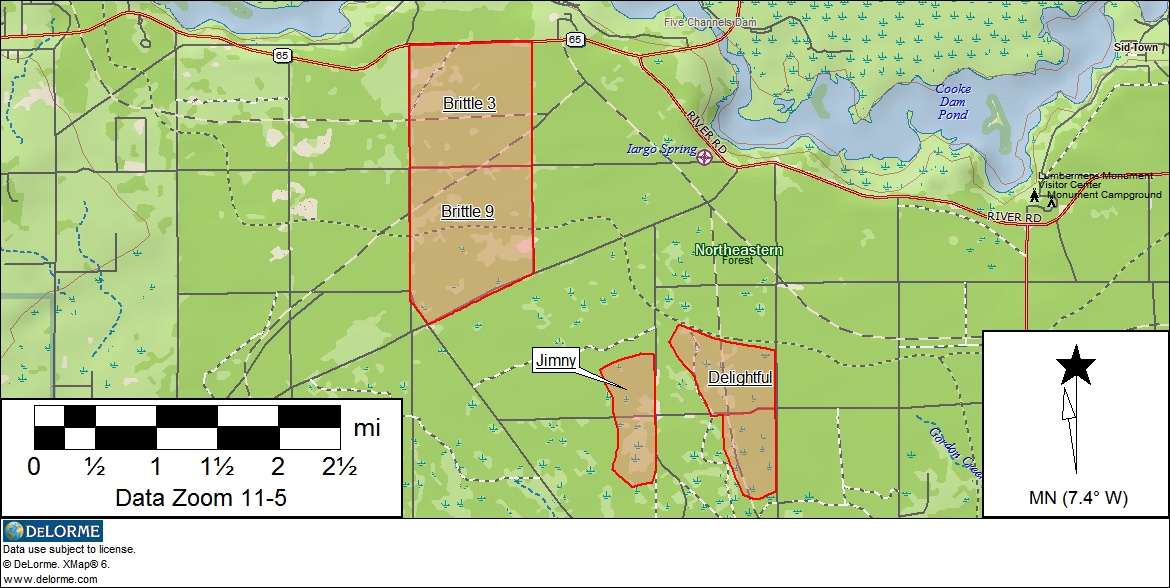 Five Channels Dam
65
65
Sid Town
Brittle 3
Cooke
Dam
Pond
RIVER RD
Iargo Spring
Lumbermens Monument
Visitor Center
Monument Campground
Brittle 9
RIVER RD
Northeastern
Forest
Jimny
Delightful
mi
0 ½ 1 1½ 2 2½
Data Zoom 11-5
Gordon Cree
MN (7.4° W)
DELORME
Data use subject to license.
© DeLorme. XMap® 6.
www.delorme.com